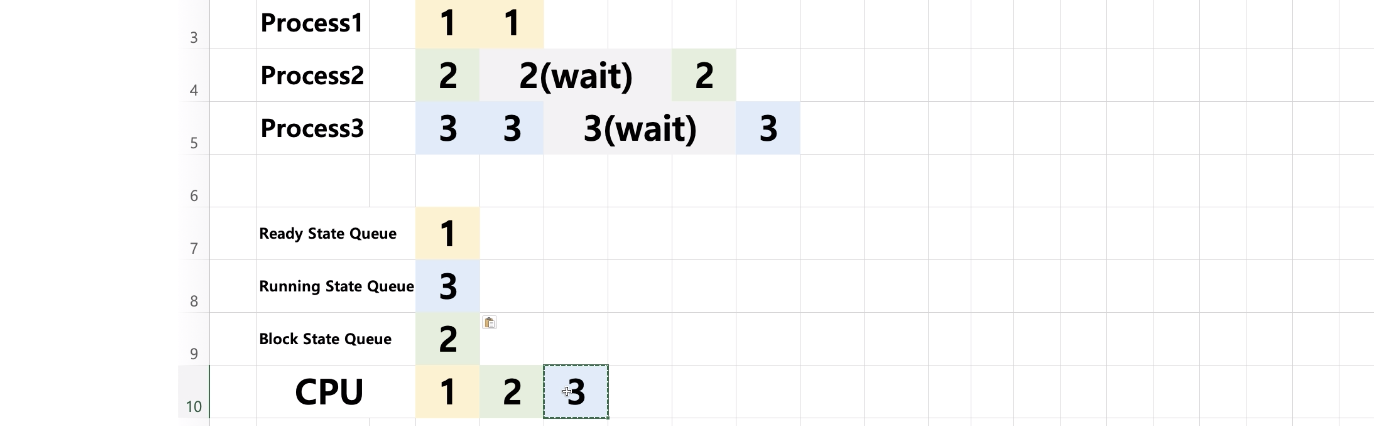 3 Process1 1 1
4 Process2 2 2(wait) 2
5 Process3 3 3 3(wait) 3
6
7 Ready State Queue 1
8 Running State Queue 3
9 Block State Queue 2
10 CPU 1 2 3